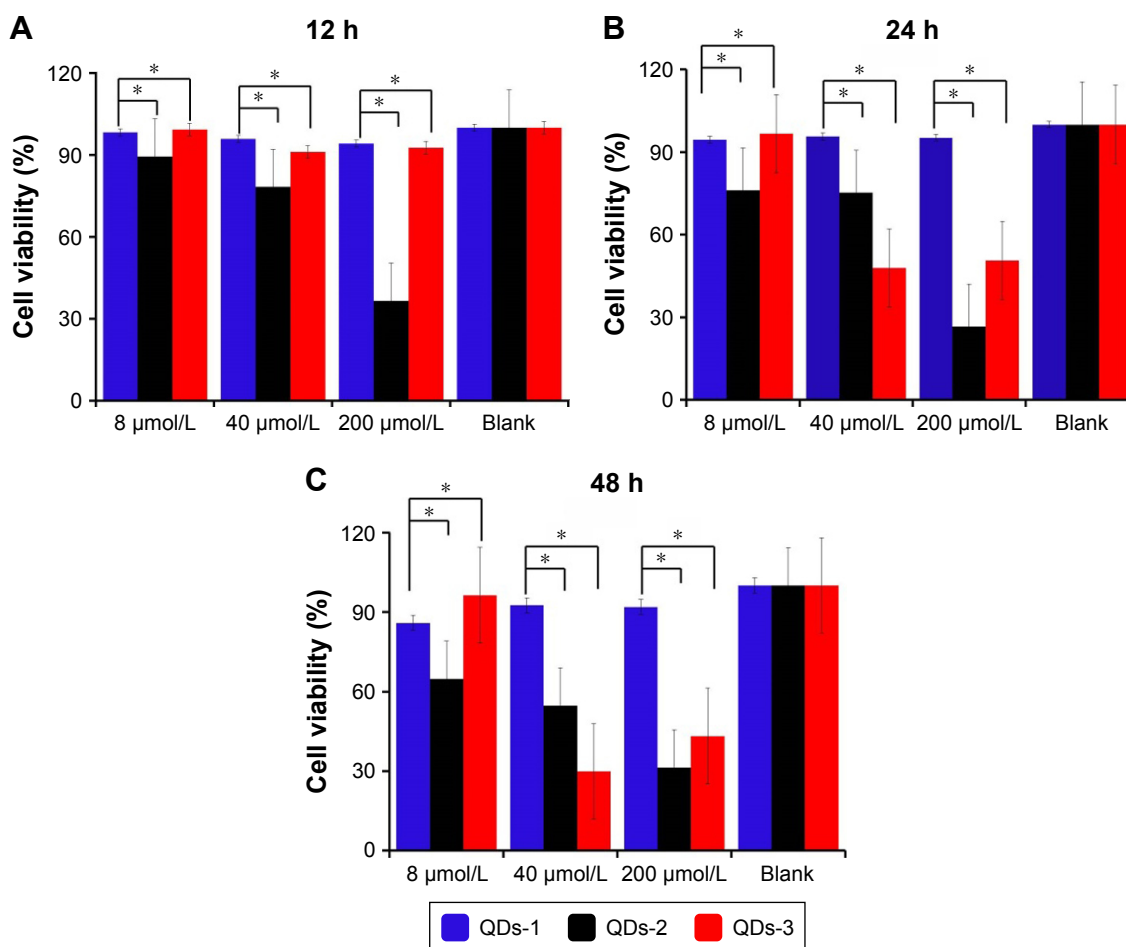 A
12 h
Cell viability (%)
120
90
60
30
0
*
*
*
*
*
*
8 µmol/L
40 µmol/L
200 µmol/L
Blank
B
24 h
Cell viability (%)
120
90
60
30
0
*
*
*
*
*
*
8 µmol/L
40 µmol/L
200 µmol/L
Blank
C
48 h
Cell viability (%)
120
90
60
30
0
*
*
*
*
*
*
8 µmol/L
40 µmol/L
200 µmol/L
Blank
QDs-1
QDs-2
QDs-3